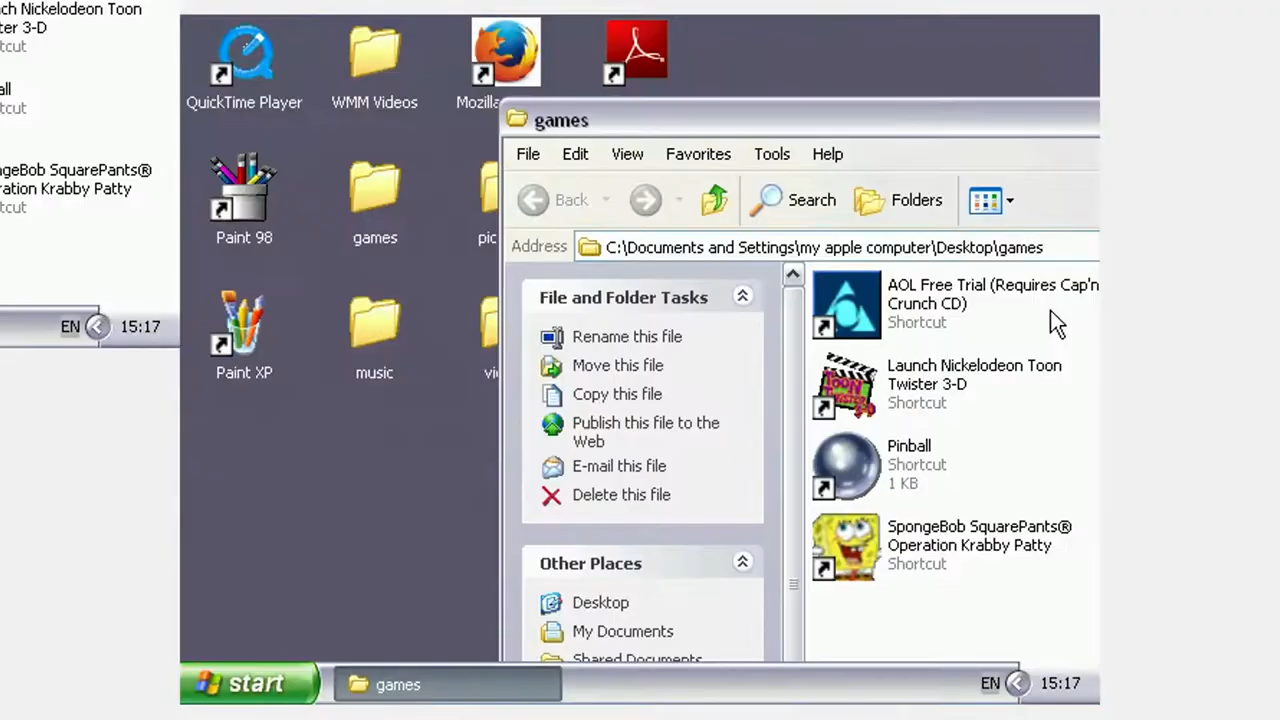 ch Nickelodeon Toon
ter 3-D
tcut
all
tcut
ngeBob SquarePants®
eration Krabby Patty
tcut
EN 15:17
QuickTime Player
WMM Videos
Mozilla
Paint 98
games
pic
Paint XP
music
vi
games
File Edit View Favorites Tools Help
Back Search Folders
Address C:\Documents and Settings\my apple computer\Desktop\games
File and Folder Tasks
Rename this file
Move this file
Copy this file
Publish this file to the
Web
E-mail this file
Delete this file
Other Places
Desktop
My Documents
Shared Documents
AOL Free Trial (Requires Cap'n
Crunch CD)
Shortcut
Launch Nickelodeon Toon
Twister 3-D
Shortcut
Pinball
Shortcut
1 KB
SpongeBob SquarePants®
Operation Krabby Patty
Shortcut
start games EN 15:17